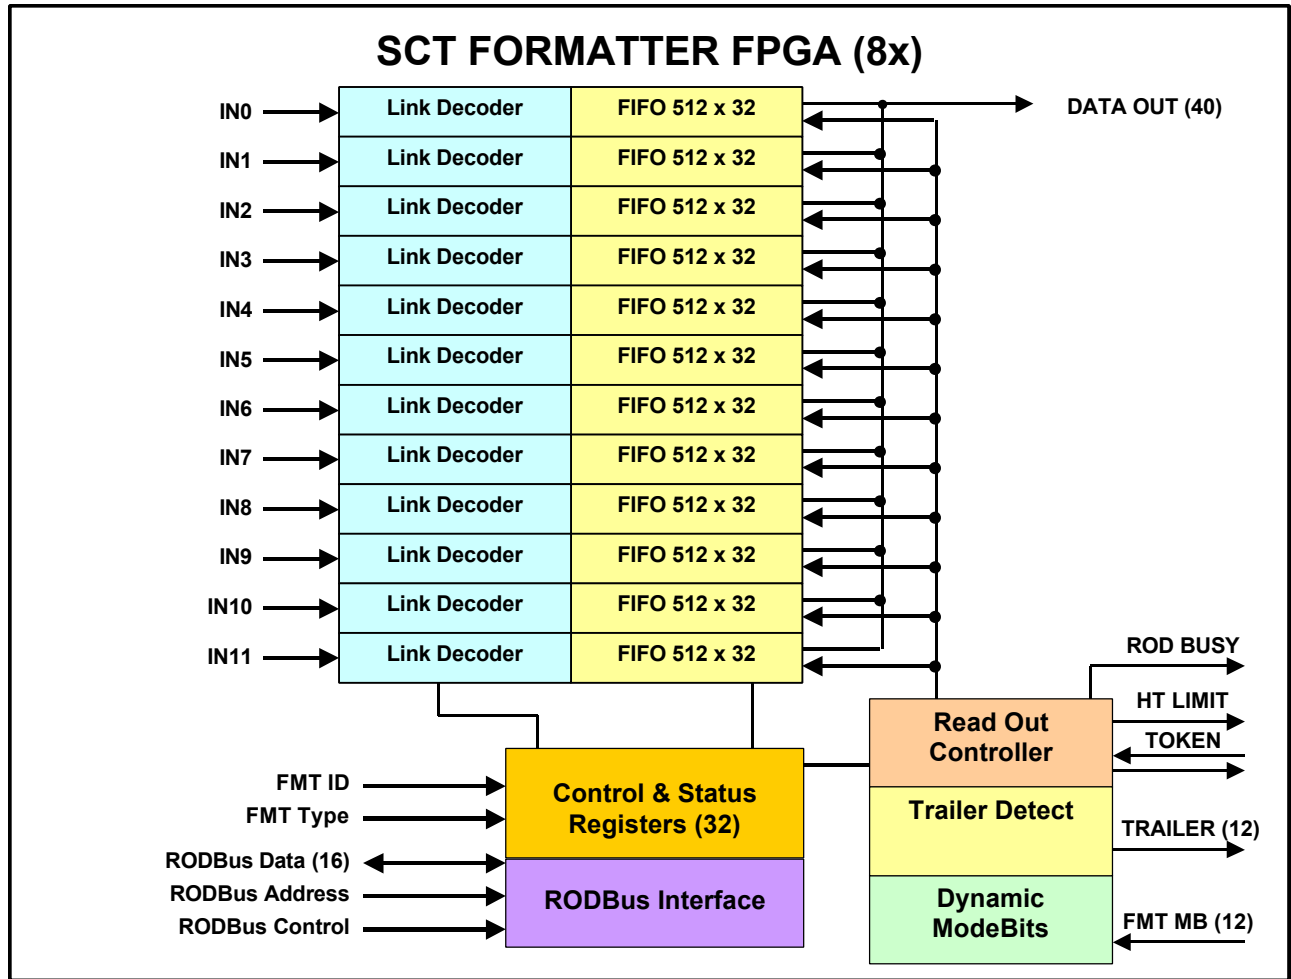 SCT FORMATTER FPGA (8x)
IN0 Link Decoder FIFO 512 x 32 DATA OUT (40)
IN1 Link Decoder FIFO 512 x 32
IN2 Link Decoder FIFO 512 x 32
IN3 Link Decoder FIFO 512 x 32
IN4 Link Decoder FIFO 512 x 32
IN5 Link Decoder FIFO 512 x 32
IN6 Link Decoder FIFO 512 x 32
IN7 Link Decoder FIFO 512 x 32
IN8 Link Decoder FIFO 512 x 32
IN9 Link Decoder FIFO 512 x 32
IN10 Link Decoder FIFO 512 x 32
IN11 Link Decoder FIFO 512 x 32
FMT ID
FMT Type
RODBus Data (16)
RODBus Address
RODBus Control
Control & Status
Registers (32)
RODBus Interface
Read Out
Controller
Trailer Detect
Dynamic
ModeBits
ROD BUSY
HT LIMIT
TOKEN
TRAILER (12)
FMT MB (12)